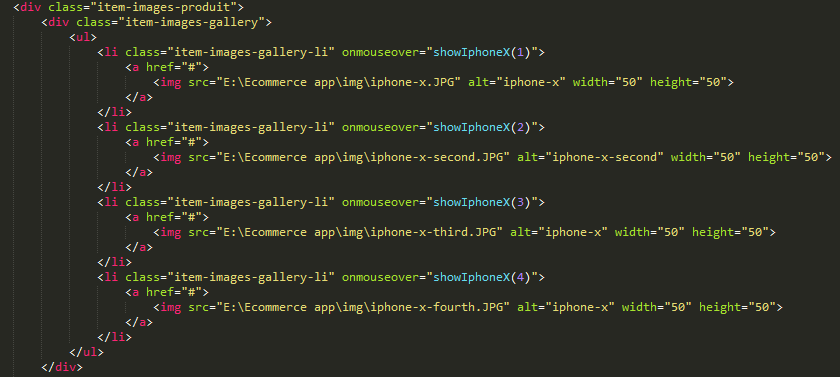 <div class="item-images-produit">
<div class="item-images-gallery">
<ul>
<li class="item-images-gallery-li" onmouseover="showIphoneX(1)">
<a href="#">
<img src="E:\Ecommerce app\img\iphone-x.JPG" alt="iphone-x" width="50" height="50">
</a>
</li>
<li class="item-images-gallery-li" onmouseover="showIphoneX(2)">
<a href="#">
<img src="E:\Ecommerce app\img\iphone-x-second.JPG" alt="iphone-x-second" width="50" height="50">
</a>
</li>
<li class="item-images-gallery-li" onmouseover="showIphoneX(3)">
<a href="#">
<img src="E:\Ecommerce app\img\iphone-x-third.JPG" alt="iphone-x" width="50" height="50">
</a>
</li>
<li class="item-images-gallery-li" onmouseover="showIphoneX(4)">
<a href="#">
<img src="E:\Ecommerce app\img\iphone-x-fourth.JPG" alt="iphone-x" width="50" height="50">
</a>
</li>
</ul>
</div>